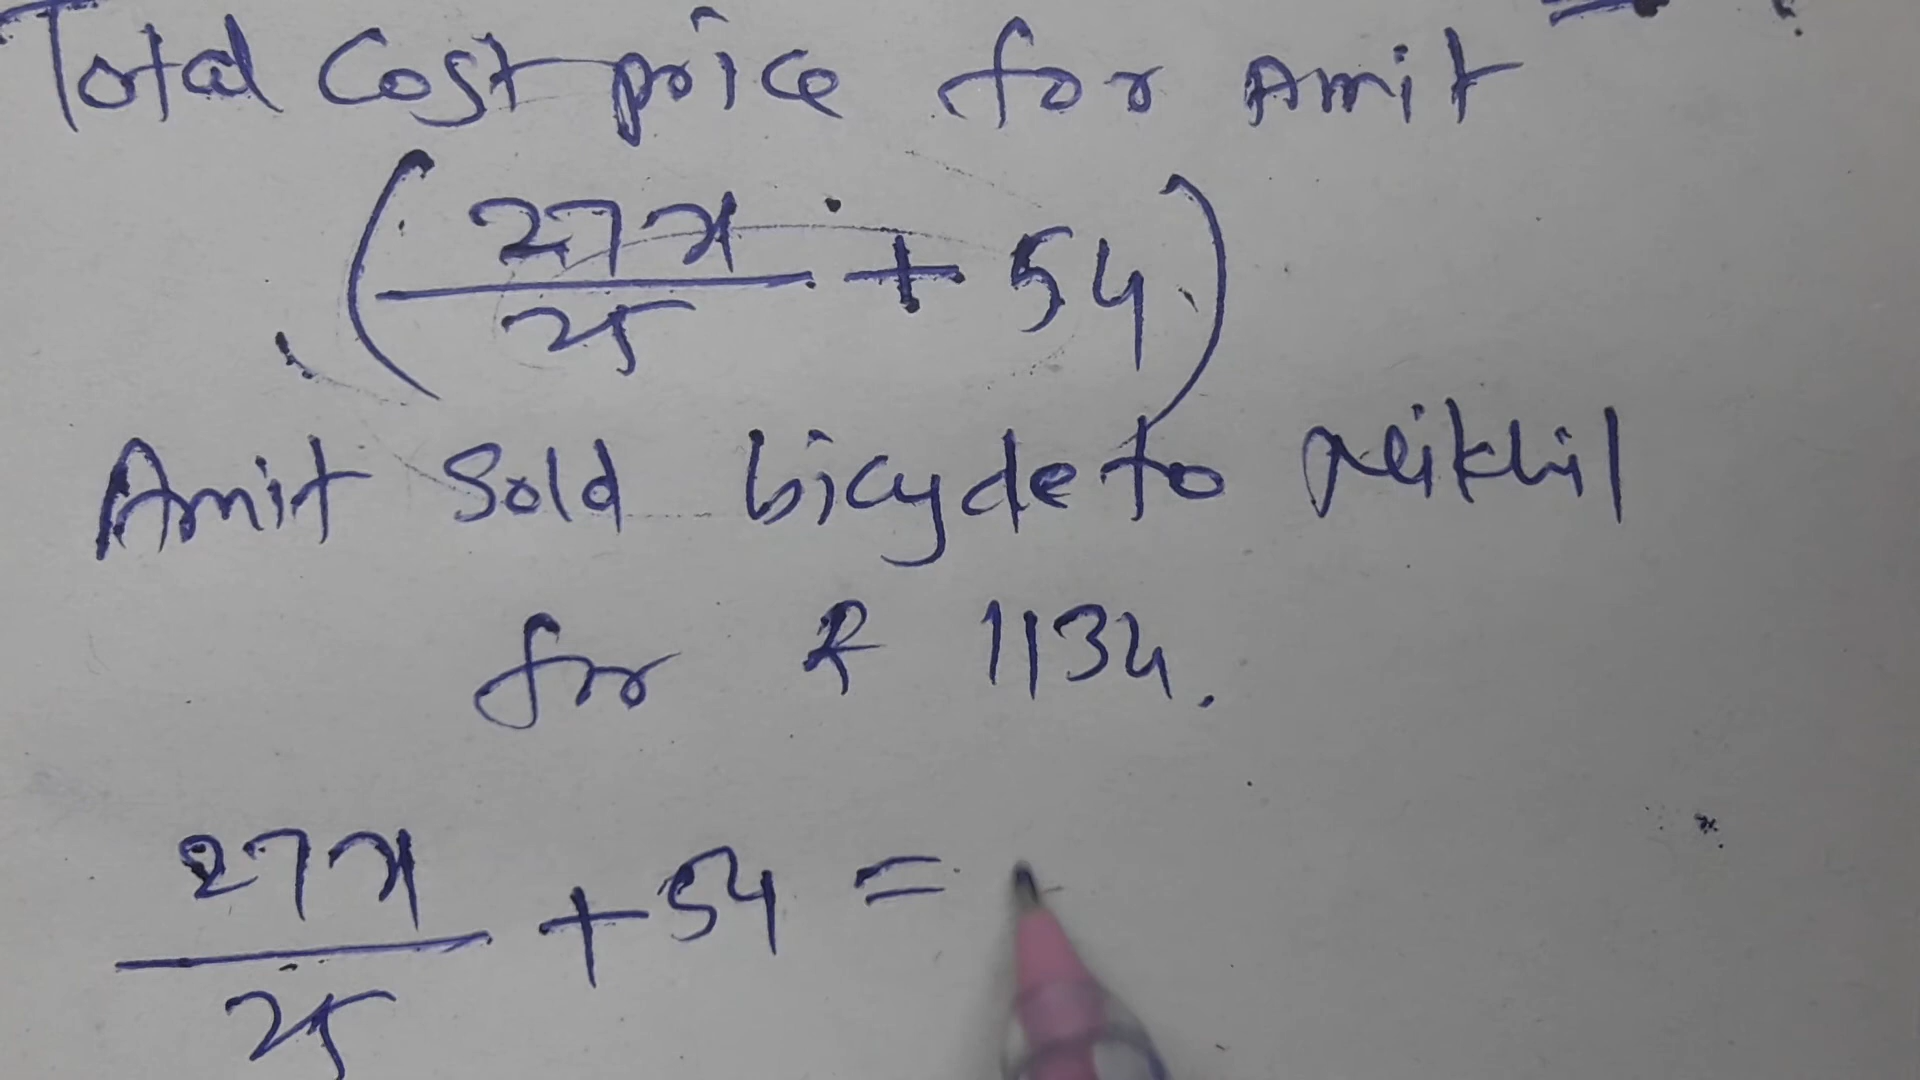 Total Cost price for Amit
(27x/25 + 54)
Amit Sold bicycle to Nikhil
for ₹ 1134.
27x/25 + 54 =